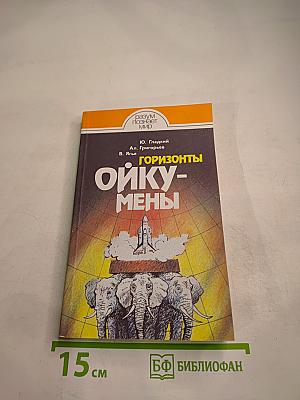 разум
познает
мир
Ю. Гладкий
Ал. Григорьев
В. Ягья
ГОРИЗОНТЫ
ОЙКУ-
МЕНЫ
15 см
БФ БИБЛИОФАН